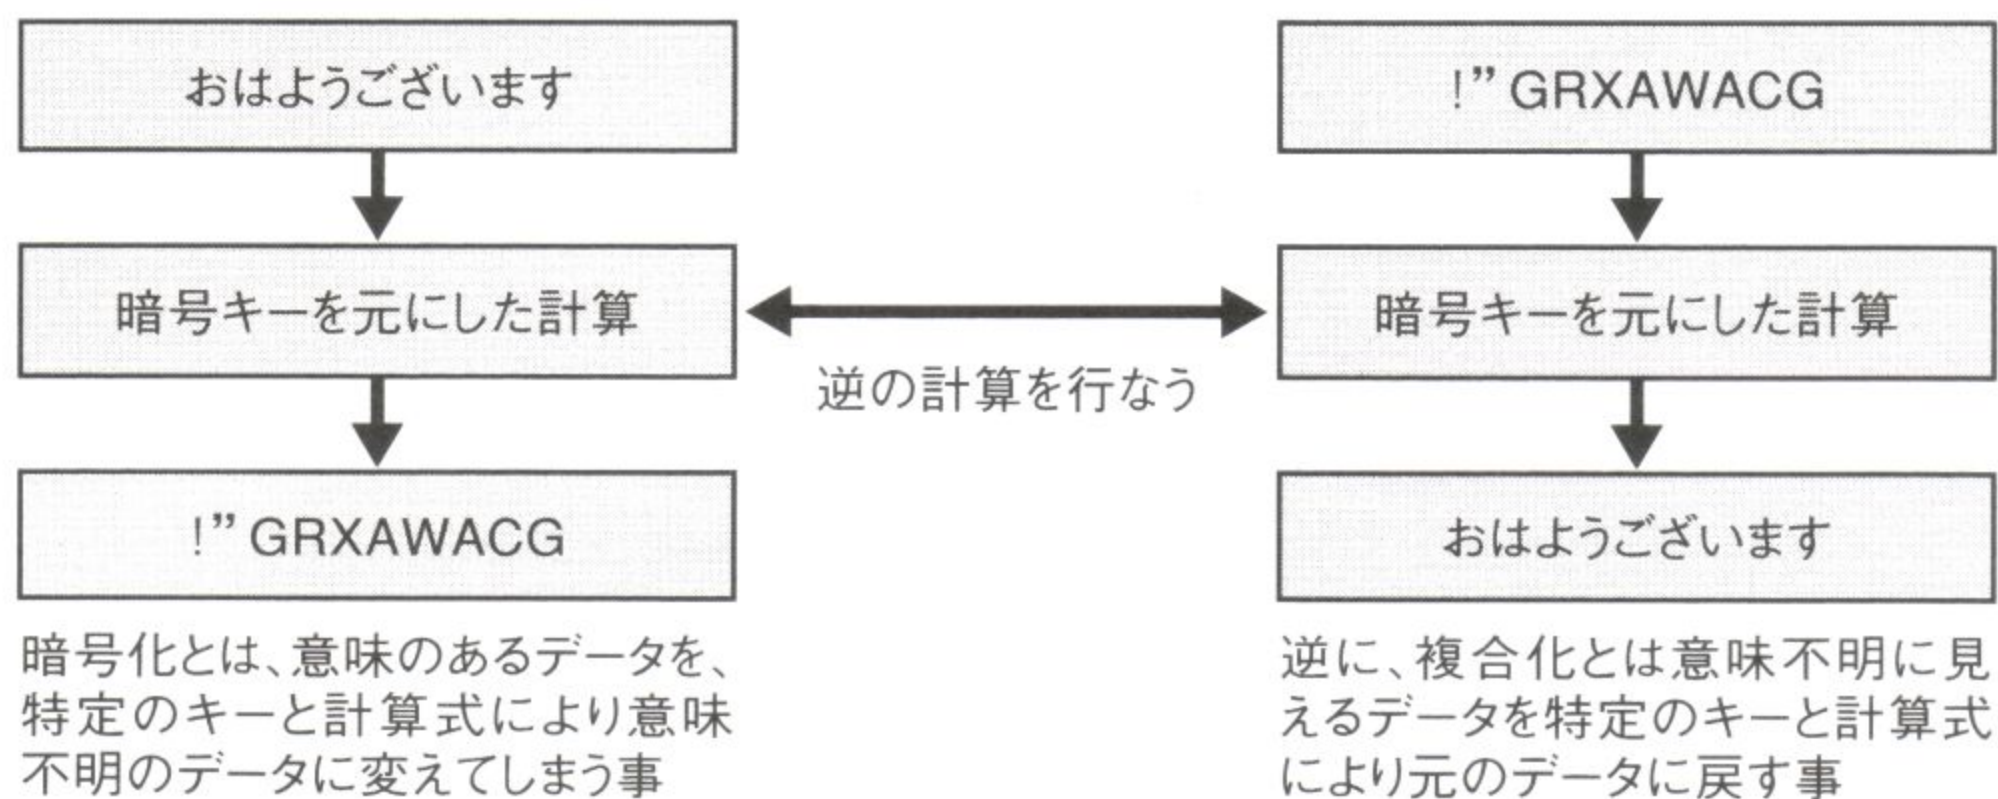 おはようございます
暗号キーを元にした計算
！” GRXAWACG
暗号化とは、意味のあるデータを、
特定のキーと計算式により意味
不明のデータに変えてしまう事
逆の計算を行なう
！” GRXAWACG
暗号キーを元にした計算
おはようございます
逆に、複合化とは意味不明に見
えるデータを特定のキーと計算式
により元のデータに戻す事